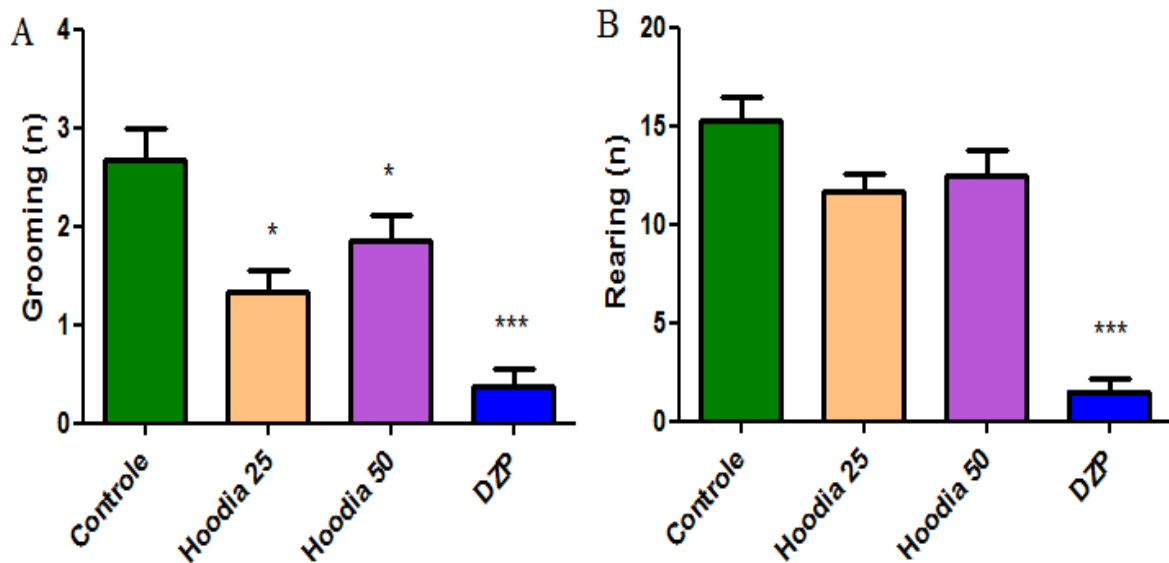 A
Grooming (n)
4
3
2
1
0
*
*
***
Controle
Hoodia 25
Hoodia 50
DZP
B
Rearing (n)
20
15
10
5
0
***
Controle
Hoodia 25
Hoodia 50
DZP